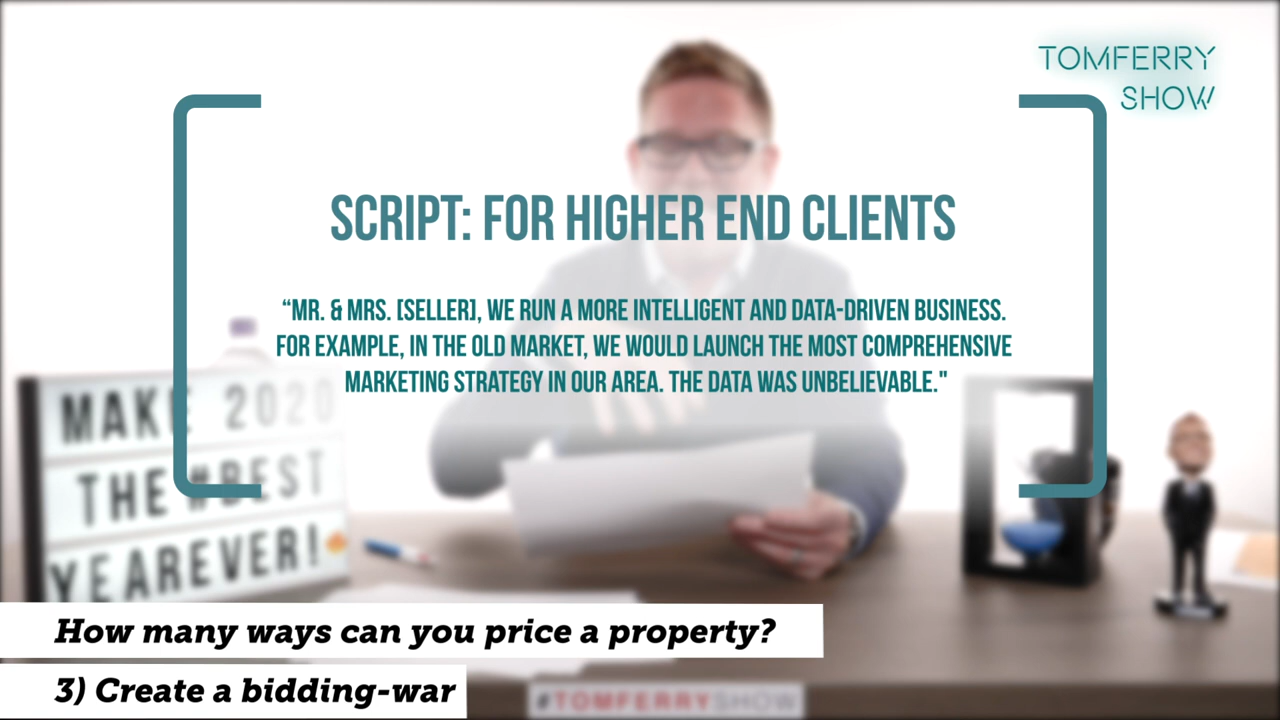 TOMFERRY
SHOW
SCRIPT: FOR HIGHER END CLIENTS
“MR. & MRS. [SELLER], WE RUN A MORE INTELLIGENT AND DATA-DRIVEN BUSINESS.
FOR EXAMPLE, IN THE OLD MARKET, WE WOULD LAUNCH THE MOST COMPREHENSIVE
MARKETING STRATEGY IN OUR AREA. THE DATA WAS UNBELIEVABLE."
MAKE 2020
THE #BEST
YEAREVER!
How many ways can you price a property?
3) Create a bidding-war
#TOMFERRYSHOW